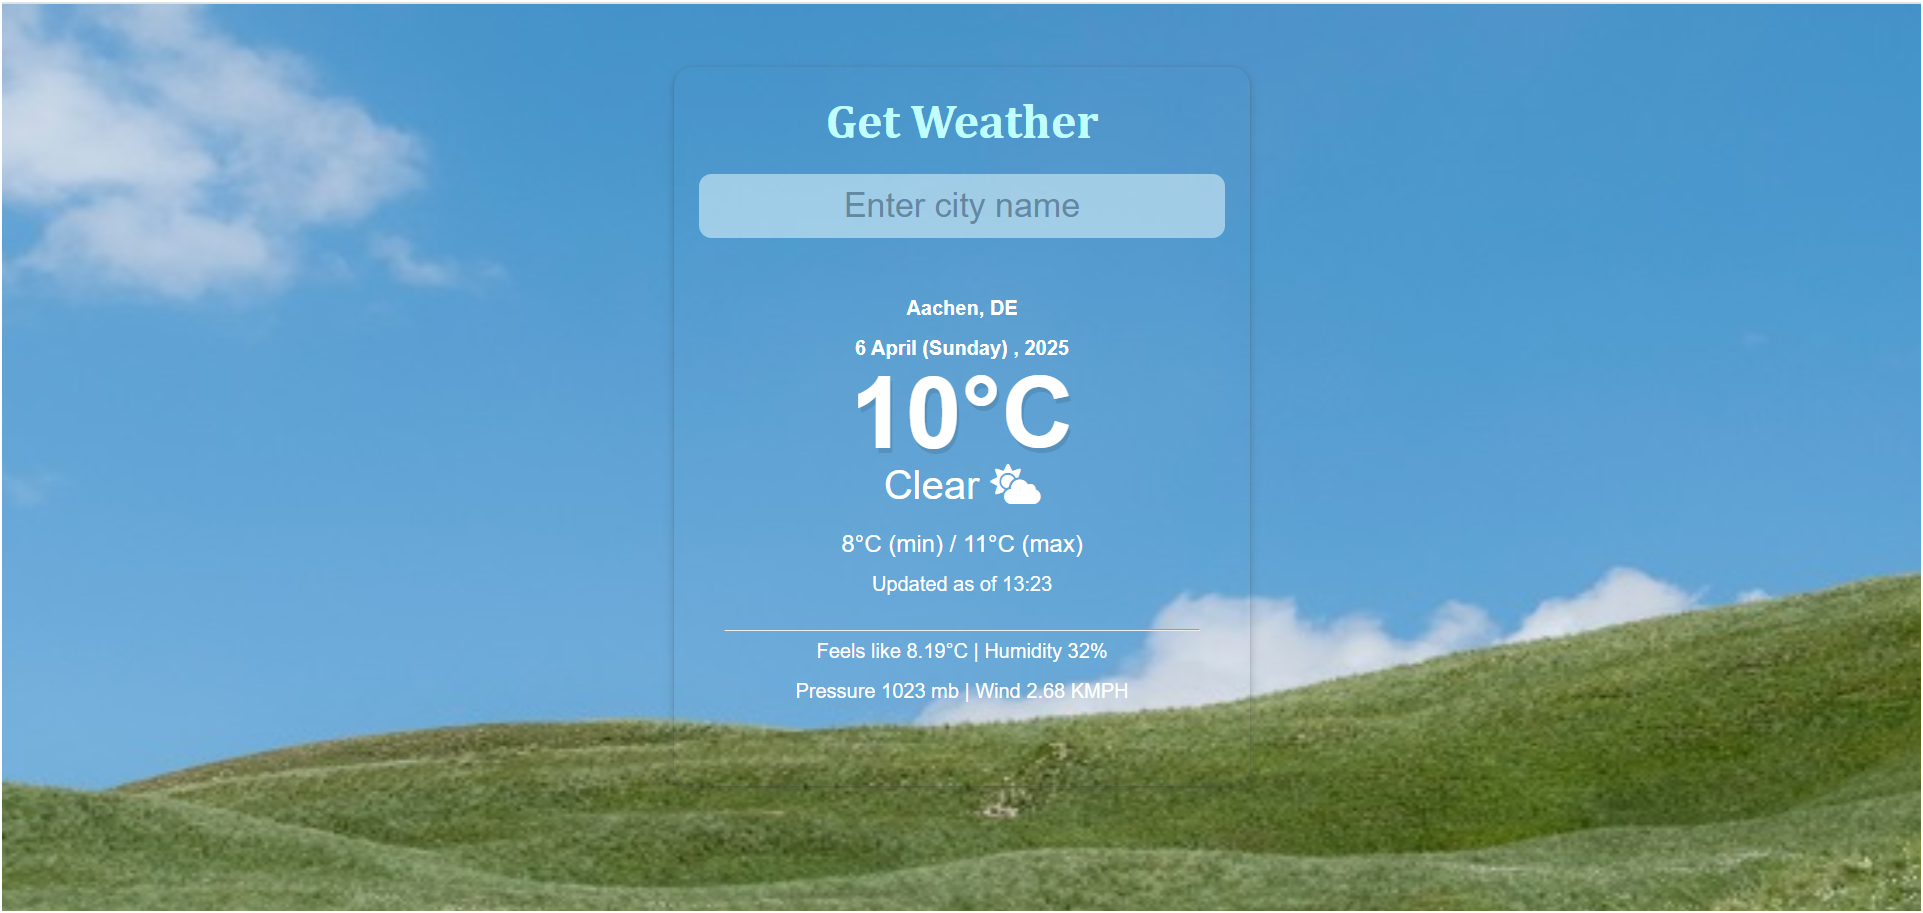 Get Weather
Enter city name
Aachen, DE
6 April (Sunday) , 2025
10°C
Clear
8°C (min) / 11°C (max)
Updated as of 13:23
Feels like 8.19°C | Humidity 32%
Pressure 1023 mb | Wind 2.68 KMPH